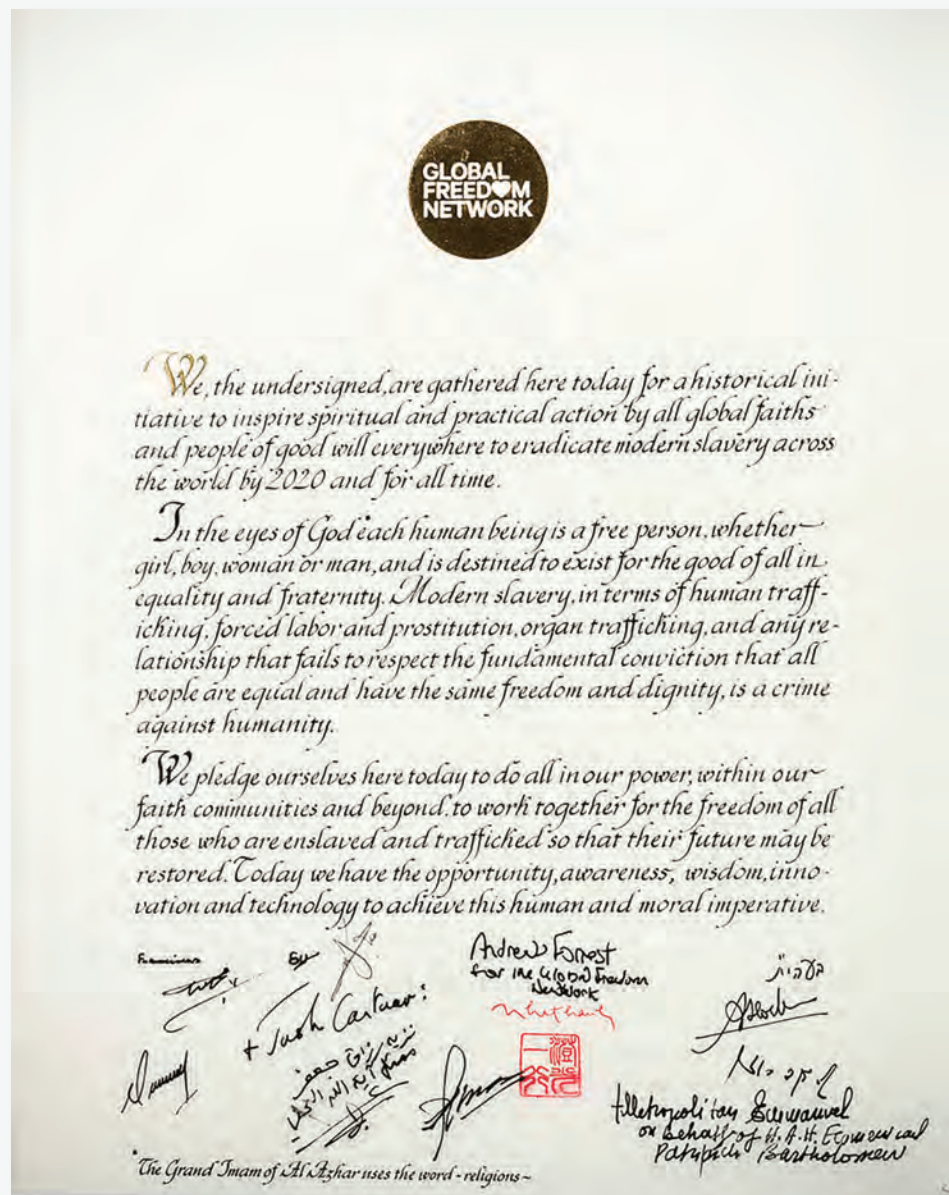 GLOBAL
FREEDOM
NETWORK
We, the undersigned, are gathered here today for a historical ini-
tiative to inspire spiritual and practical action by all global faiths
and people of good will everywhere to eradicate modern slavery across
the world by 2020 and for all time.
In the eyes of God* each human being is a free person, whether
girl, boy, woman or man, and is destined to exist for the good of all in
equality and fraternity. Modern slavery, in terms of human traff-
icking, forced labor and prostitution, organ trafficking, and any re-
lationship that fails to respect the fundamental conviction that all
people are equal and have the same freedom and dignity, is a crime
against humanity.
We pledge ourselves here today to do all in our power, within our
faith communities and beyond, to work together for the freedom of all
those who are enslaved and trafficked so that their future may be
restored. Today we have the opportunity, awareness, wisdom, inno-
vation and technology to achieve this human and moral imperative.
Franciscus
Andrew Forrest
for the Global Freedom
Network
בעהי״ת
+ Justin Cantuar:
Metropolitan Emmanuel
on behalf of H.A.H. Ecumenical
Patriarch Bartholomew
*The Grand Imam of Al Azhar uses the word - religions ~